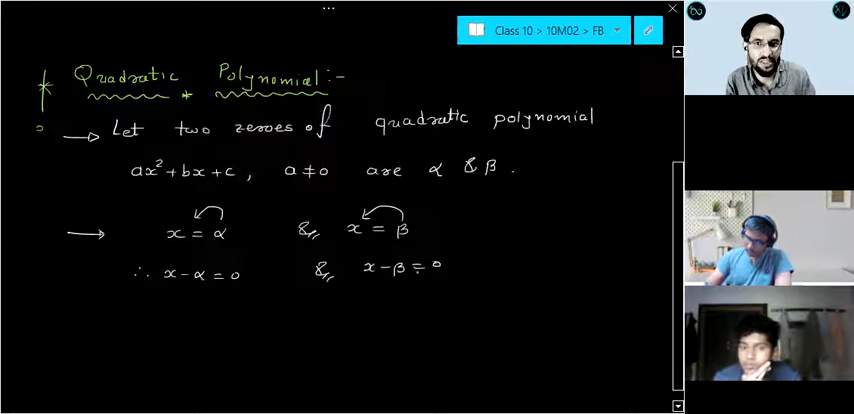 Class 10 > 10M02 > FB
* Quadratic Polynomial :-
→ Let two zeroes of quadratic polynomial
ax² + bx + c , a ≠ 0 are α & β .
→ x = α & x = β
∴ x - α = 0 & x - β = 0